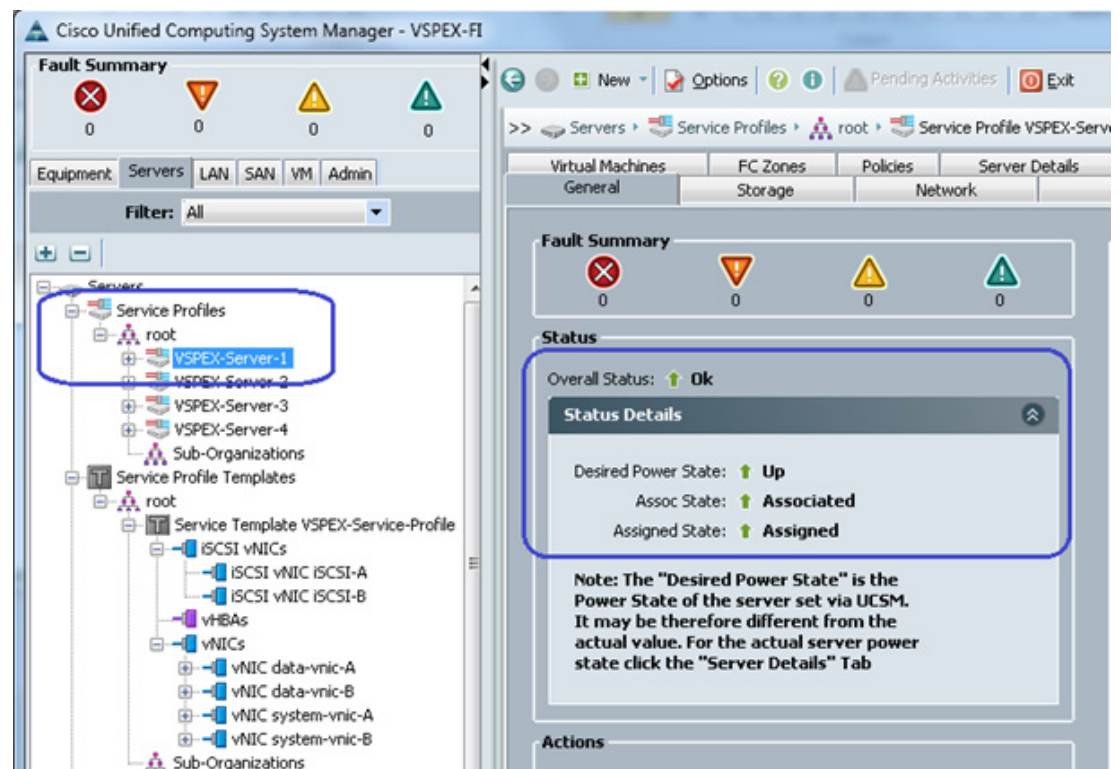 Cisco Unified Computing System Manager - VSPEX-FI
Fault Summary
0 0 0 0
Equipment Servers LAN SAN VM Admin
Filter: All
Servers
Service Profiles
root
VSPEX-Server-1
VSPEX-Server-2
VSPEX-Server-3
VSPEX-Server-4
Sub-Organizations
Service Profile Templates
root
Service Template VSPEX-Service-Profile
iSCSI vNICs
iSCSI vNIC iSCSI-A
iSCSI vNIC iSCSI-B
vHBAs
vNICs
vNIC data-vnic-A
vNIC data-vnic-B
vNIC system-vnic-A
vNIC system-vnic-B
Sub-Organizations
New Options Pending Activities Exit
>> Servers Service Profiles root Service Profile VSPEX-Serv
Virtual Machines FC Zones Policies Server Details
General Storage Network
Fault Summary
0 0 0 0
Status
Overall Status: Ok
Status Details
Desired Power State: Up
Assoc State: Associated
Assigned State: Assigned
Note: The "Desired Power State" is the
Power State of the server set via UCSM.
It may be therefore different from the
actual value. For the actual server power
state click the "Server Details" Tab
Actions